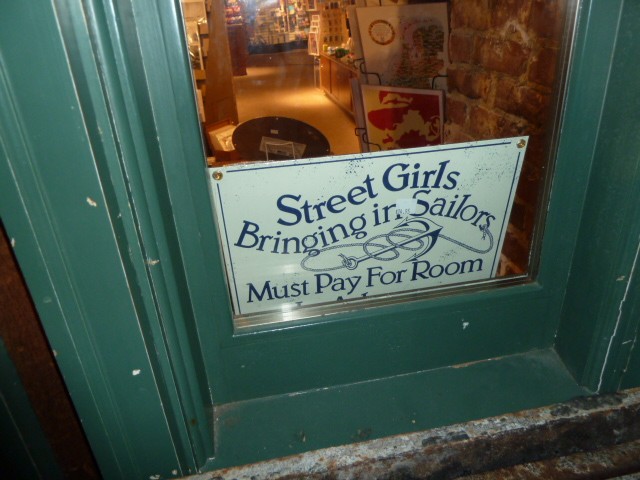 Street Girls
Bringing in Sailors
Must Pay For Room